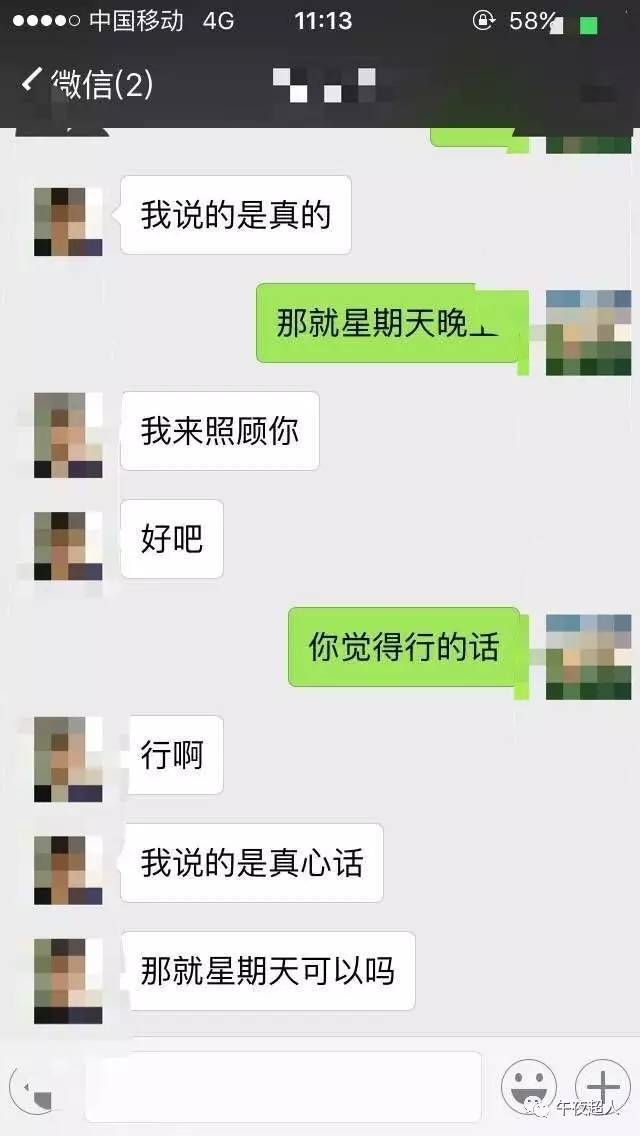 中国移动 4G 11:13 58%
微信(2)
我说的是真的
那就星期天晚上
我来照顾你
好吧
你觉得行的话
行啊
我说的是真心话
那就星期天可以吗
午夜超人